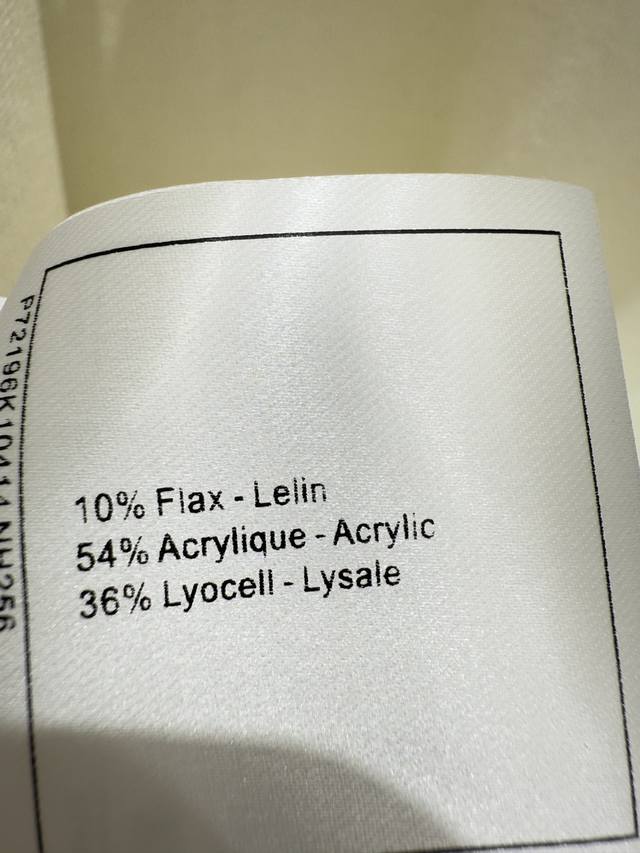 10% Flax - Lelin
54% Acrylique - Acrylic
36% Lyocell - Lysale